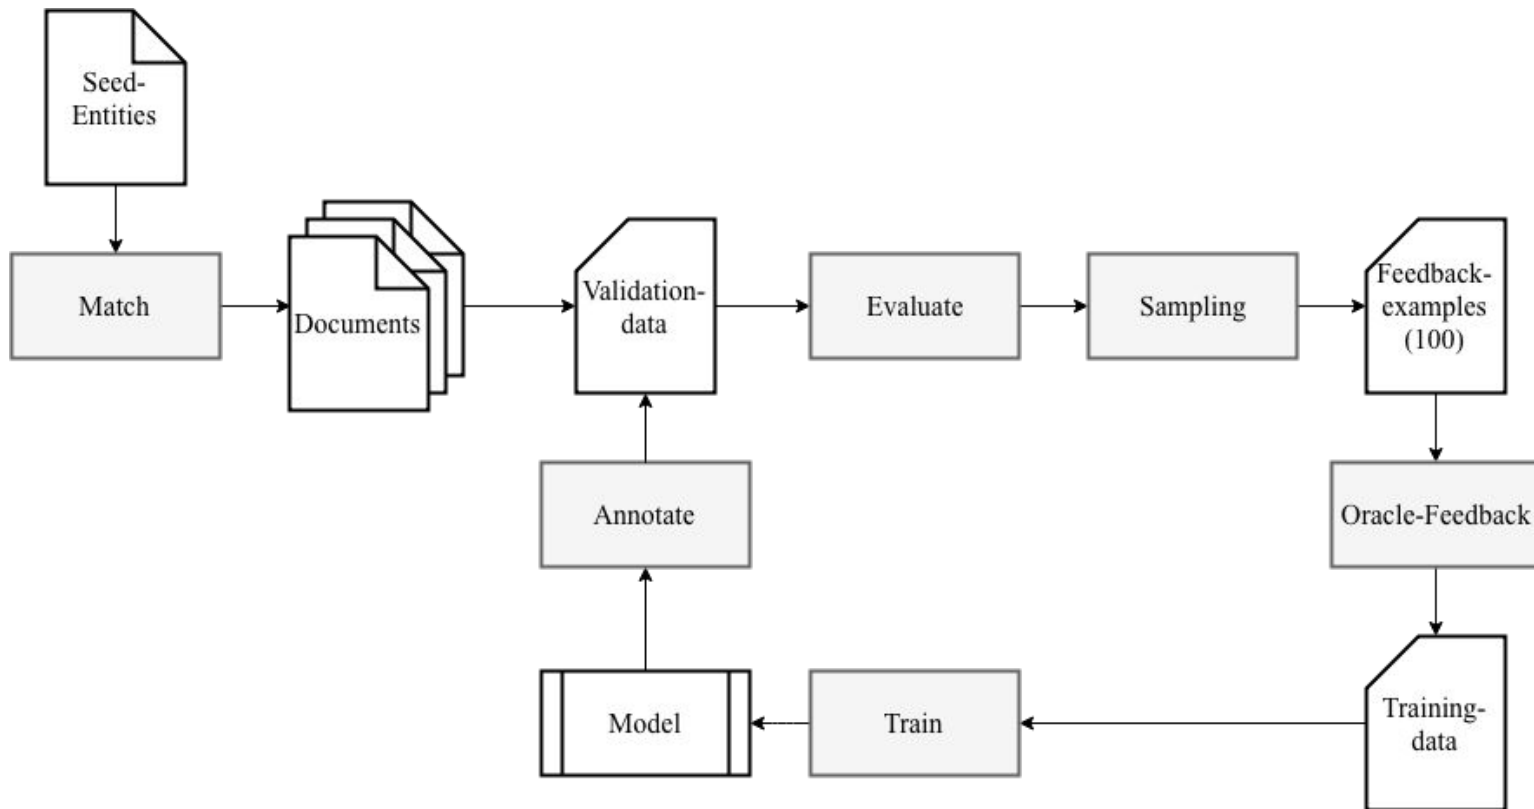 Seed-
Entities
Match
Documents
Validation-
data
Evaluate
Sampling
Feedback-
examples
(100)
Annotate
Oracle-Feedback
Model
Train
Training-
data